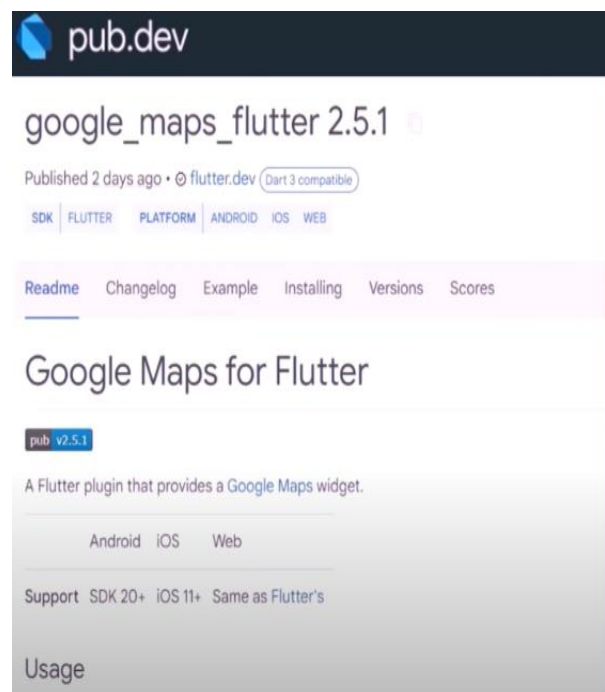 pub.dev
google_maps_flutter 2.5.1
Published 2 days ago • flutter.dev Dart 3 compatible
SDK FLUTTER PLATFORM ANDROID IOS WEB
Readme Changelog Example Installing Versions Scores
Google Maps for Flutter
pub v2.5.1
A Flutter plugin that provides a Google Maps widget.
Android iOS Web
Support SDK 20+ iOS 11+ Same as Flutter's
Usage